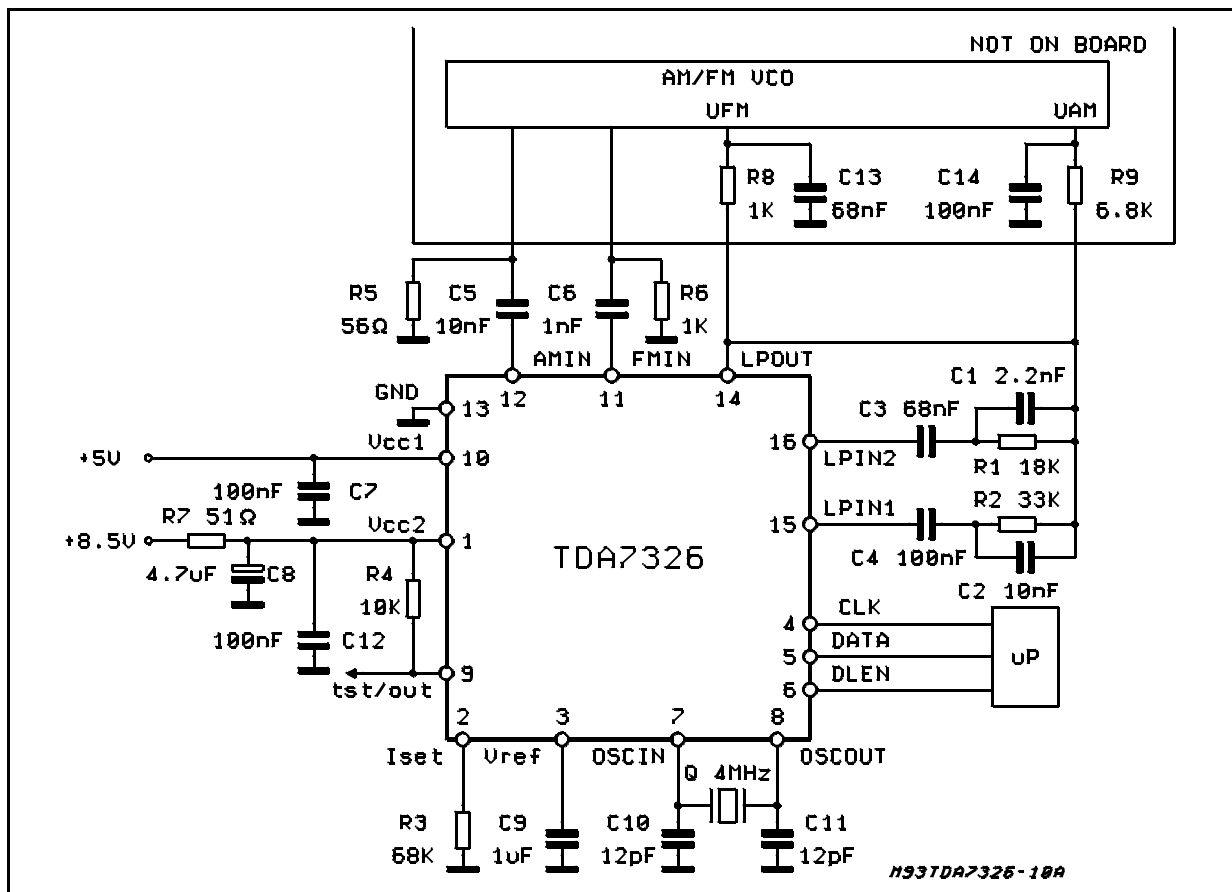 NOT ON BOARD
AM/FM VCO
VFM
VAM
R8
1K
C13
68nF
C14
100nF
R9
6.8K
R5
56Ω
C5
10nF
C6
1nF
R6
1K
AMIN
FMIN
LPOUT
12
11
14
GND
13
Vcc1
+5V
10
100nF
C7
R7 51Ω
Vcc2
+8.5V
1
4.7uF
C8
R4
10K
100nF
C12
9
tst/out
TDA7326
C1 2.2nF
C3 68nF
16
LPIN2
R1 18K
R2 33K
LPIN1
15
C4 100nF
C2 10nF
CLK
4
DATA
5
DLEN
6
uP
2
3
7
8
Iset
Vref
OSCIN
OSCOUT
Q 4MHz
R3
68K
C9
1uF
C10
12pF
C11
12pF
M93TDA7326-10A